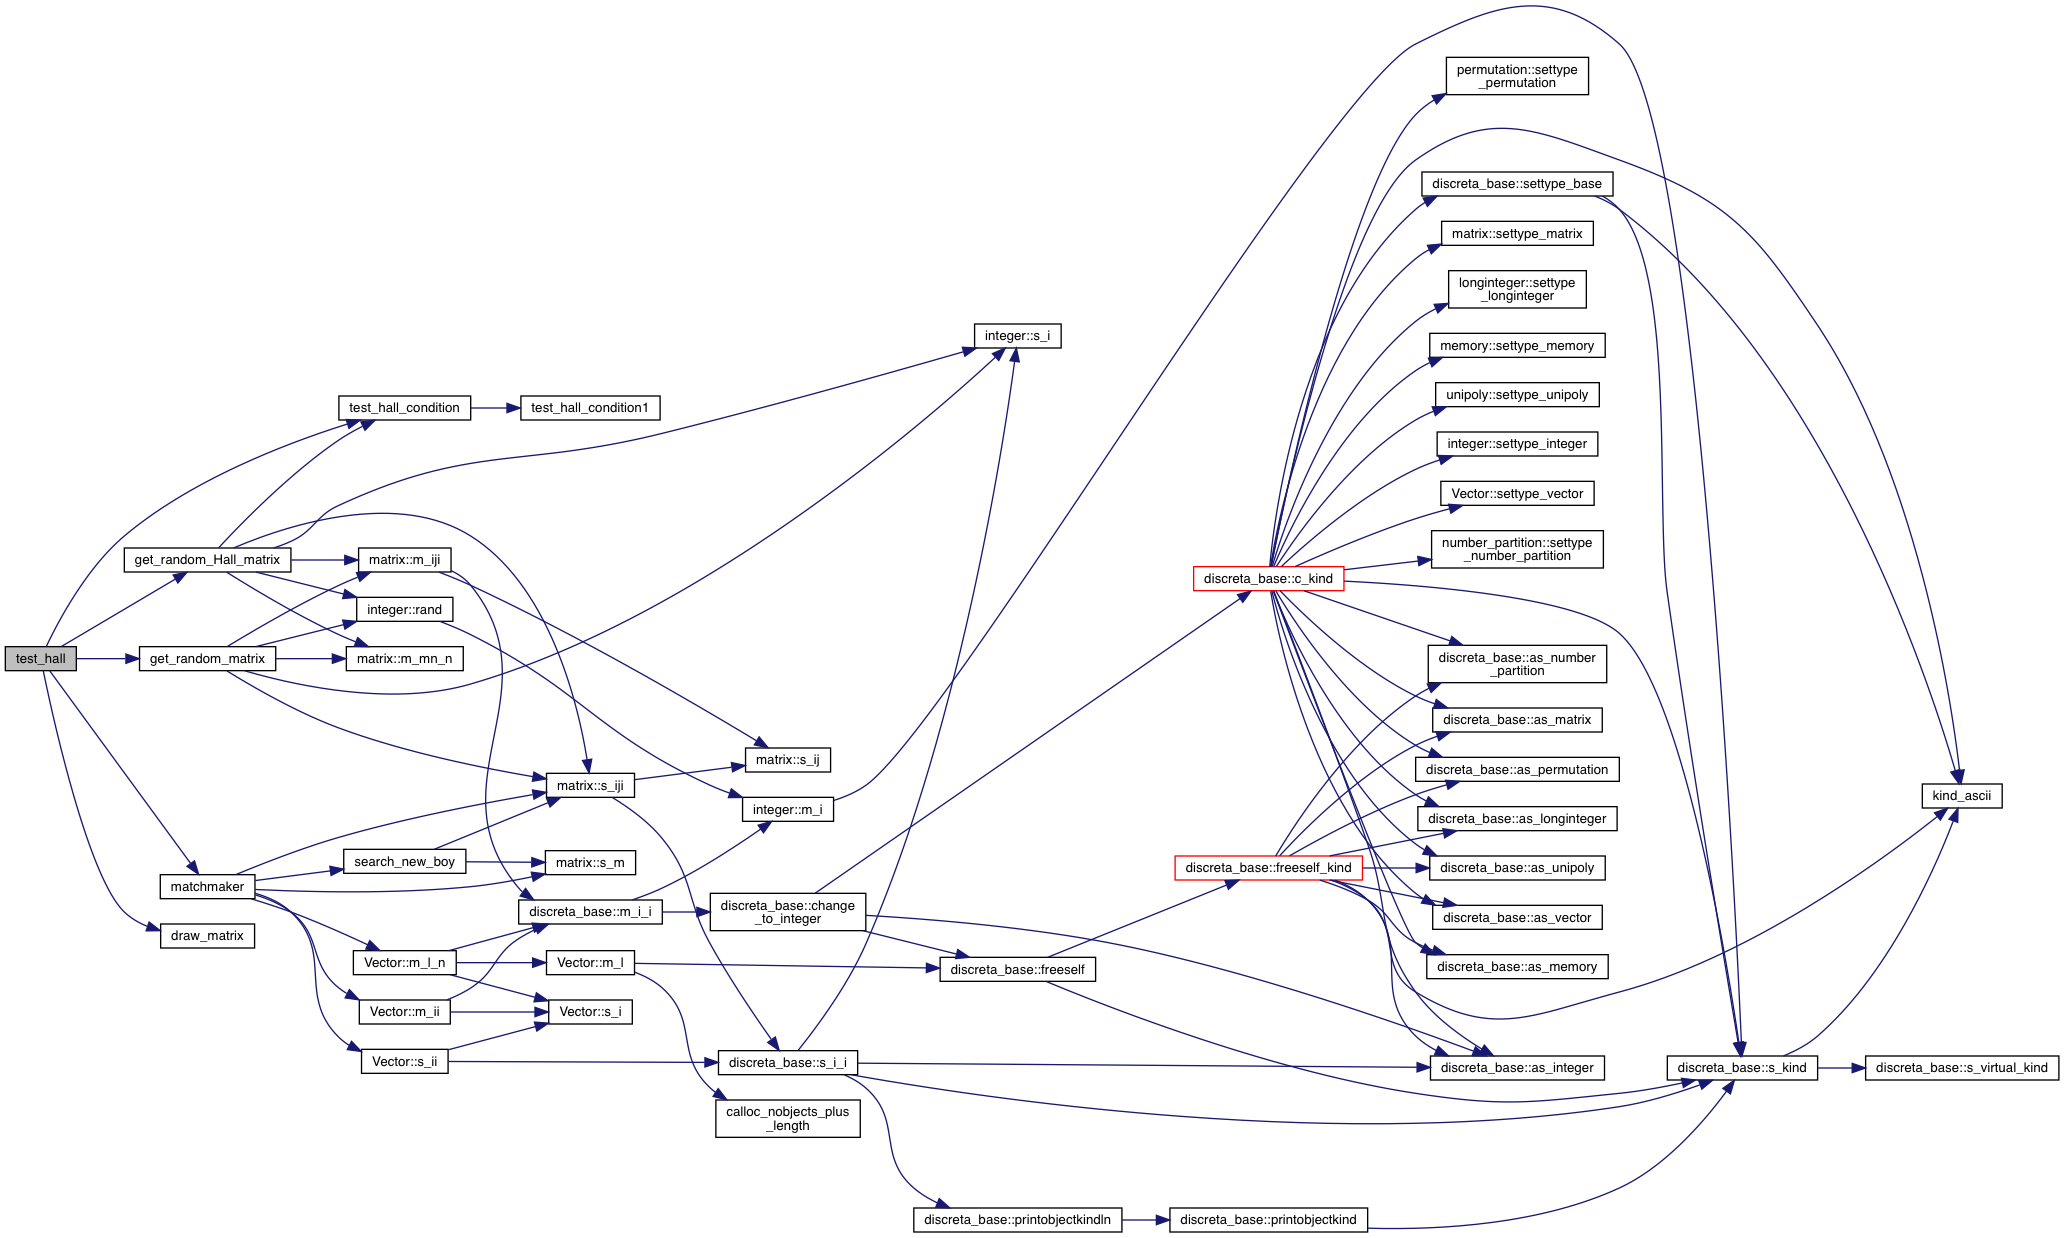 permutation::settype
_permutation
discreta_base::settype_base
matrix::settype_matrix
longinteger::settype
_longinteger
integer::s_i
memory::settype_memory
unipoly::settype_unipoly
test_hall_condition
test_hall_condition1
integer::settype_integer
Vector::settype_vector
number_partition::settype
_number_partition
get_random_Hall_matrix
matrix::m_iji
discreta_base::c_kind
integer::rand
test_hall
get_random_matrix
matrix::m_mn_n
discreta_base::as_number
_partition
discreta_base::as_matrix
matrix::s_ij
discreta_base::as_permutation
matrix::s_iji
kind_ascii
integer::m_i
discreta_base::as_longinteger
search_new_boy
matrix::s_m
discreta_base::freeself_kind
discreta_base::as_unipoly
matchmaker
discreta_base::m_i_i
discreta_base::change
_to_integer
discreta_base::as_vector
draw_matrix
Vector::m_l_n
Vector::m_l
discreta_base::freeself
discreta_base::as_memory
Vector::m_ii
Vector::s_i
Vector::s_ii
discreta_base::s_i_i
discreta_base::as_integer
discreta_base::s_kind
discreta_base::s_virtual_kind
calloc_nobjects_plus
_length
discreta_base::printobjectkindln
discreta_base::printobjectkind